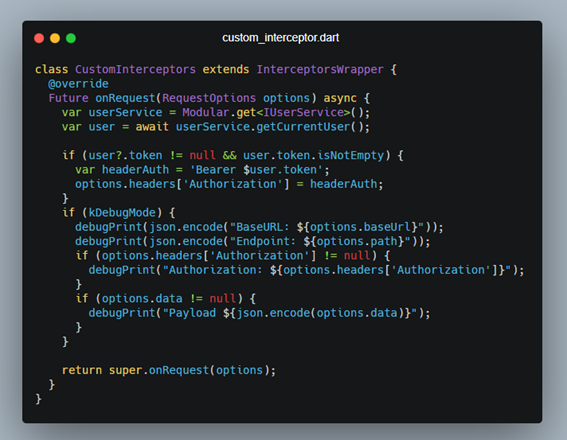 custom_interceptor.dart
class CustomInterceptors extends InterceptorsWrapper {
  @override
  Future onRequest(RequestOptions options) async {
    var userService = Modular.get<IUserService>();
    var user = await userService.getCurrentUser();

    if (user?.token != null && user.token.isNotEmpty) {
      var headerAuth = 'Bearer $user.token';
      options.headers['Authorization'] = headerAuth;
    }
    if (kDebugMode) {
      debugPrint(json.encode("BaseURL: ${options.baseUrl}"));
      debugPrint(json.encode("Endpoint: ${options.path}"));
      if (options.headers['Authorization'] != null) {
        debugPrint("Authorization: ${options.headers['Authorization']}");
      }
      if (options.data != null) {
        debugPrint("Payload ${json.encode(options.data)}");
      }
    }

    return super.onRequest(options);
  }
}